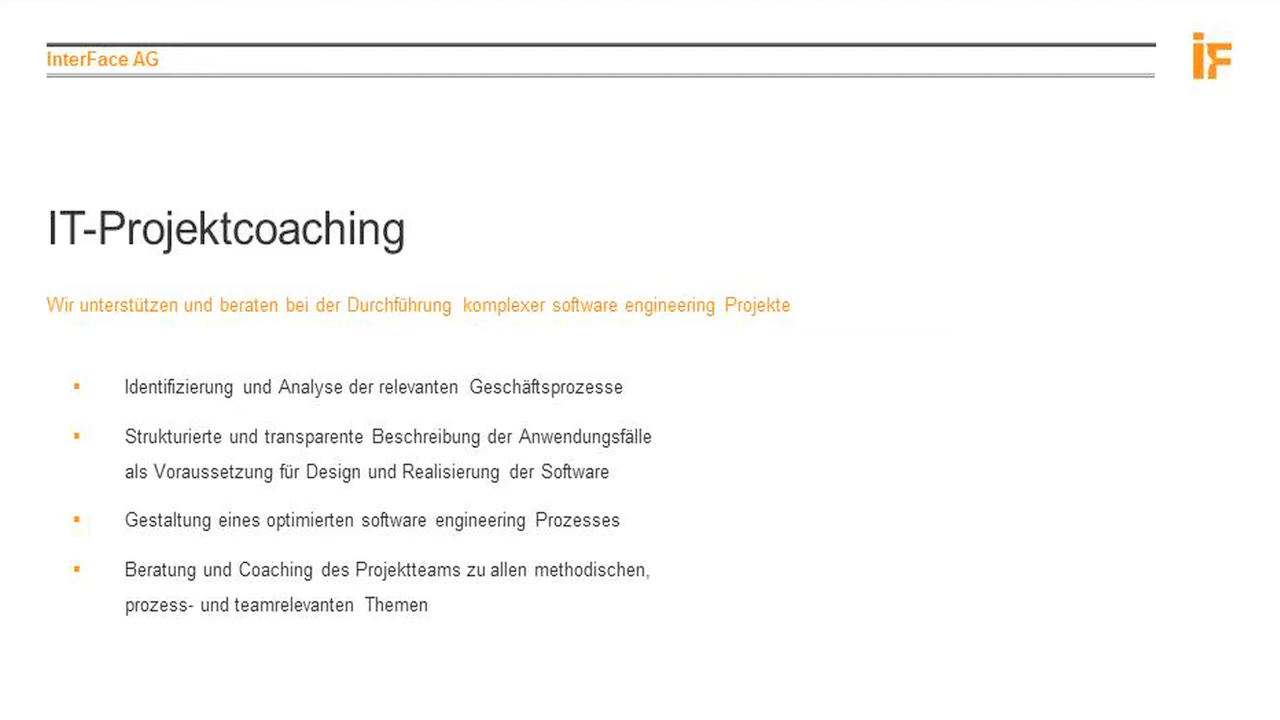 InterFace AG
iF
IT-Projektcoaching
Wir unterstützen und beraten bei der Durchführung komplexer software engineering Projekte
Identifizierung und Analyse der relevanten Geschäftsprozesse
Strukturierte und transparente Beschreibung der Anwendungsfälle
als Voraussetzung für Design und Realisierung der Software
Gestaltung eines optimierten software engineering Prozesses
Beratung und Coaching des Projektteams zu allen methodischen,
prozess- und teamrelevanten Themen